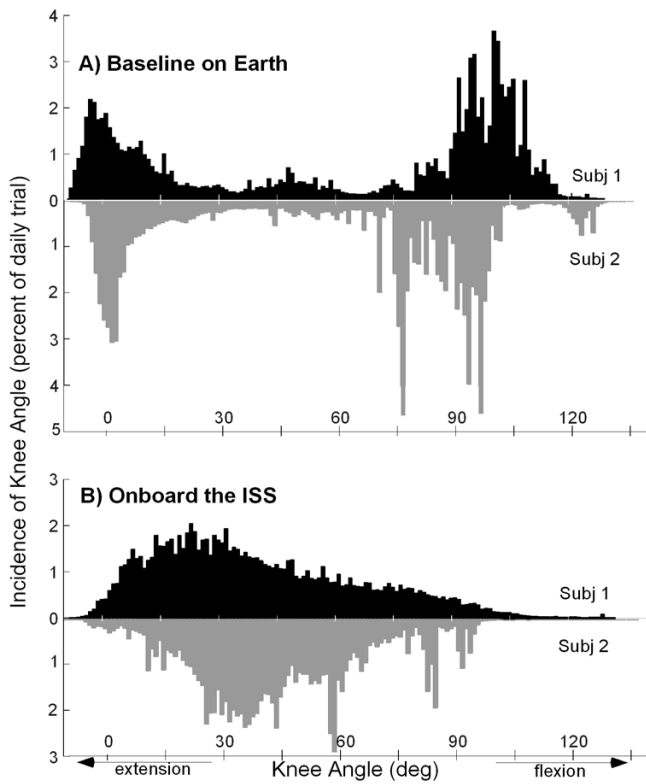 Incidence of Knee Angle (percent of daily trial)
4
A) Baseline on Earth
3
2
1
Subj 1
0
Subj 2
1
2
3
4
0 30 60 90 120
5
3
B) Onboard the ISS
2
1
Subj 1
0
Subj 2
1
2
0 30 60 90 120
3
extension Knee Angle (deg) flexion